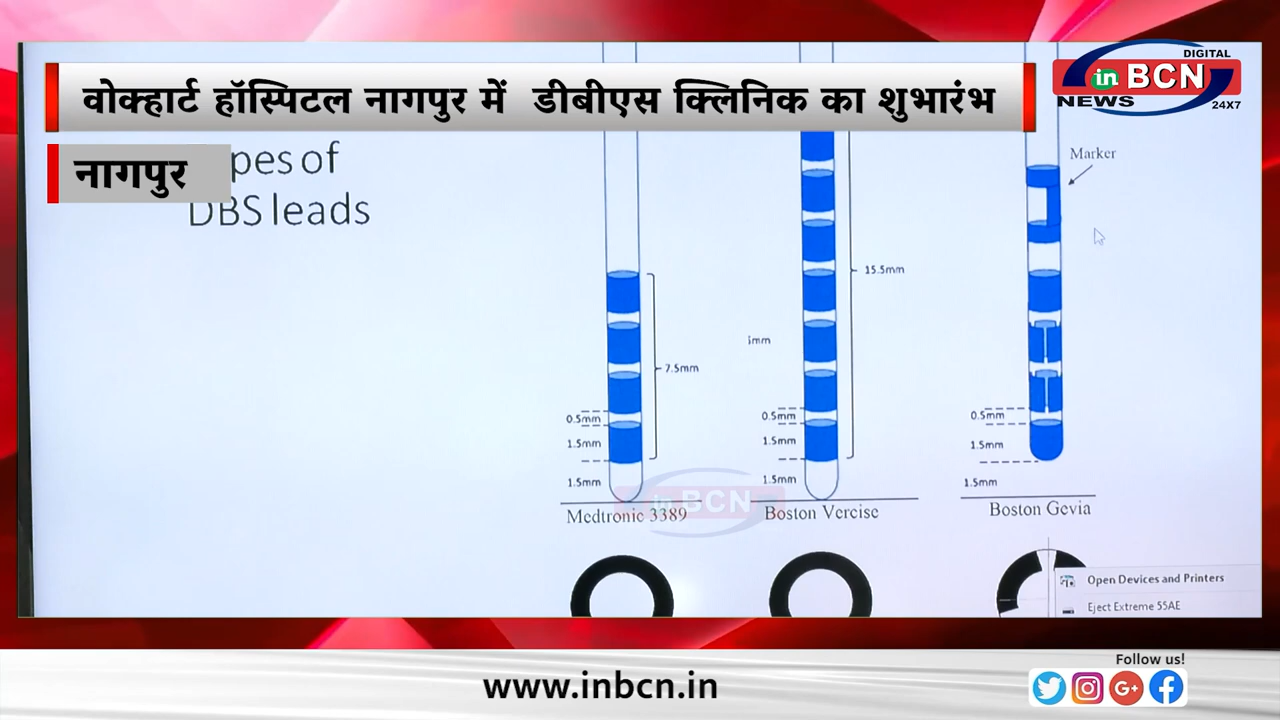 वोक्हार्ट हॉस्पिटल नागपुर में डीबीएस क्लिनिक का शुभारंभ
DIGITAL
in BCN
NEWS 24X7
नागपुर
pes of
DBS leads
Marker
15.5mm
7.5mm
0.5mm
1.5mm
1.5mm
0.5mm
1.5mm
1.5mm
0.5mm
1.5mm
1.5mm
Medtronic 3389
Boston Vercise
Boston Gevia
in BCN
Open Devices and Printers
Eject Extreme 55AE
Follow us!
www.inbcn.in